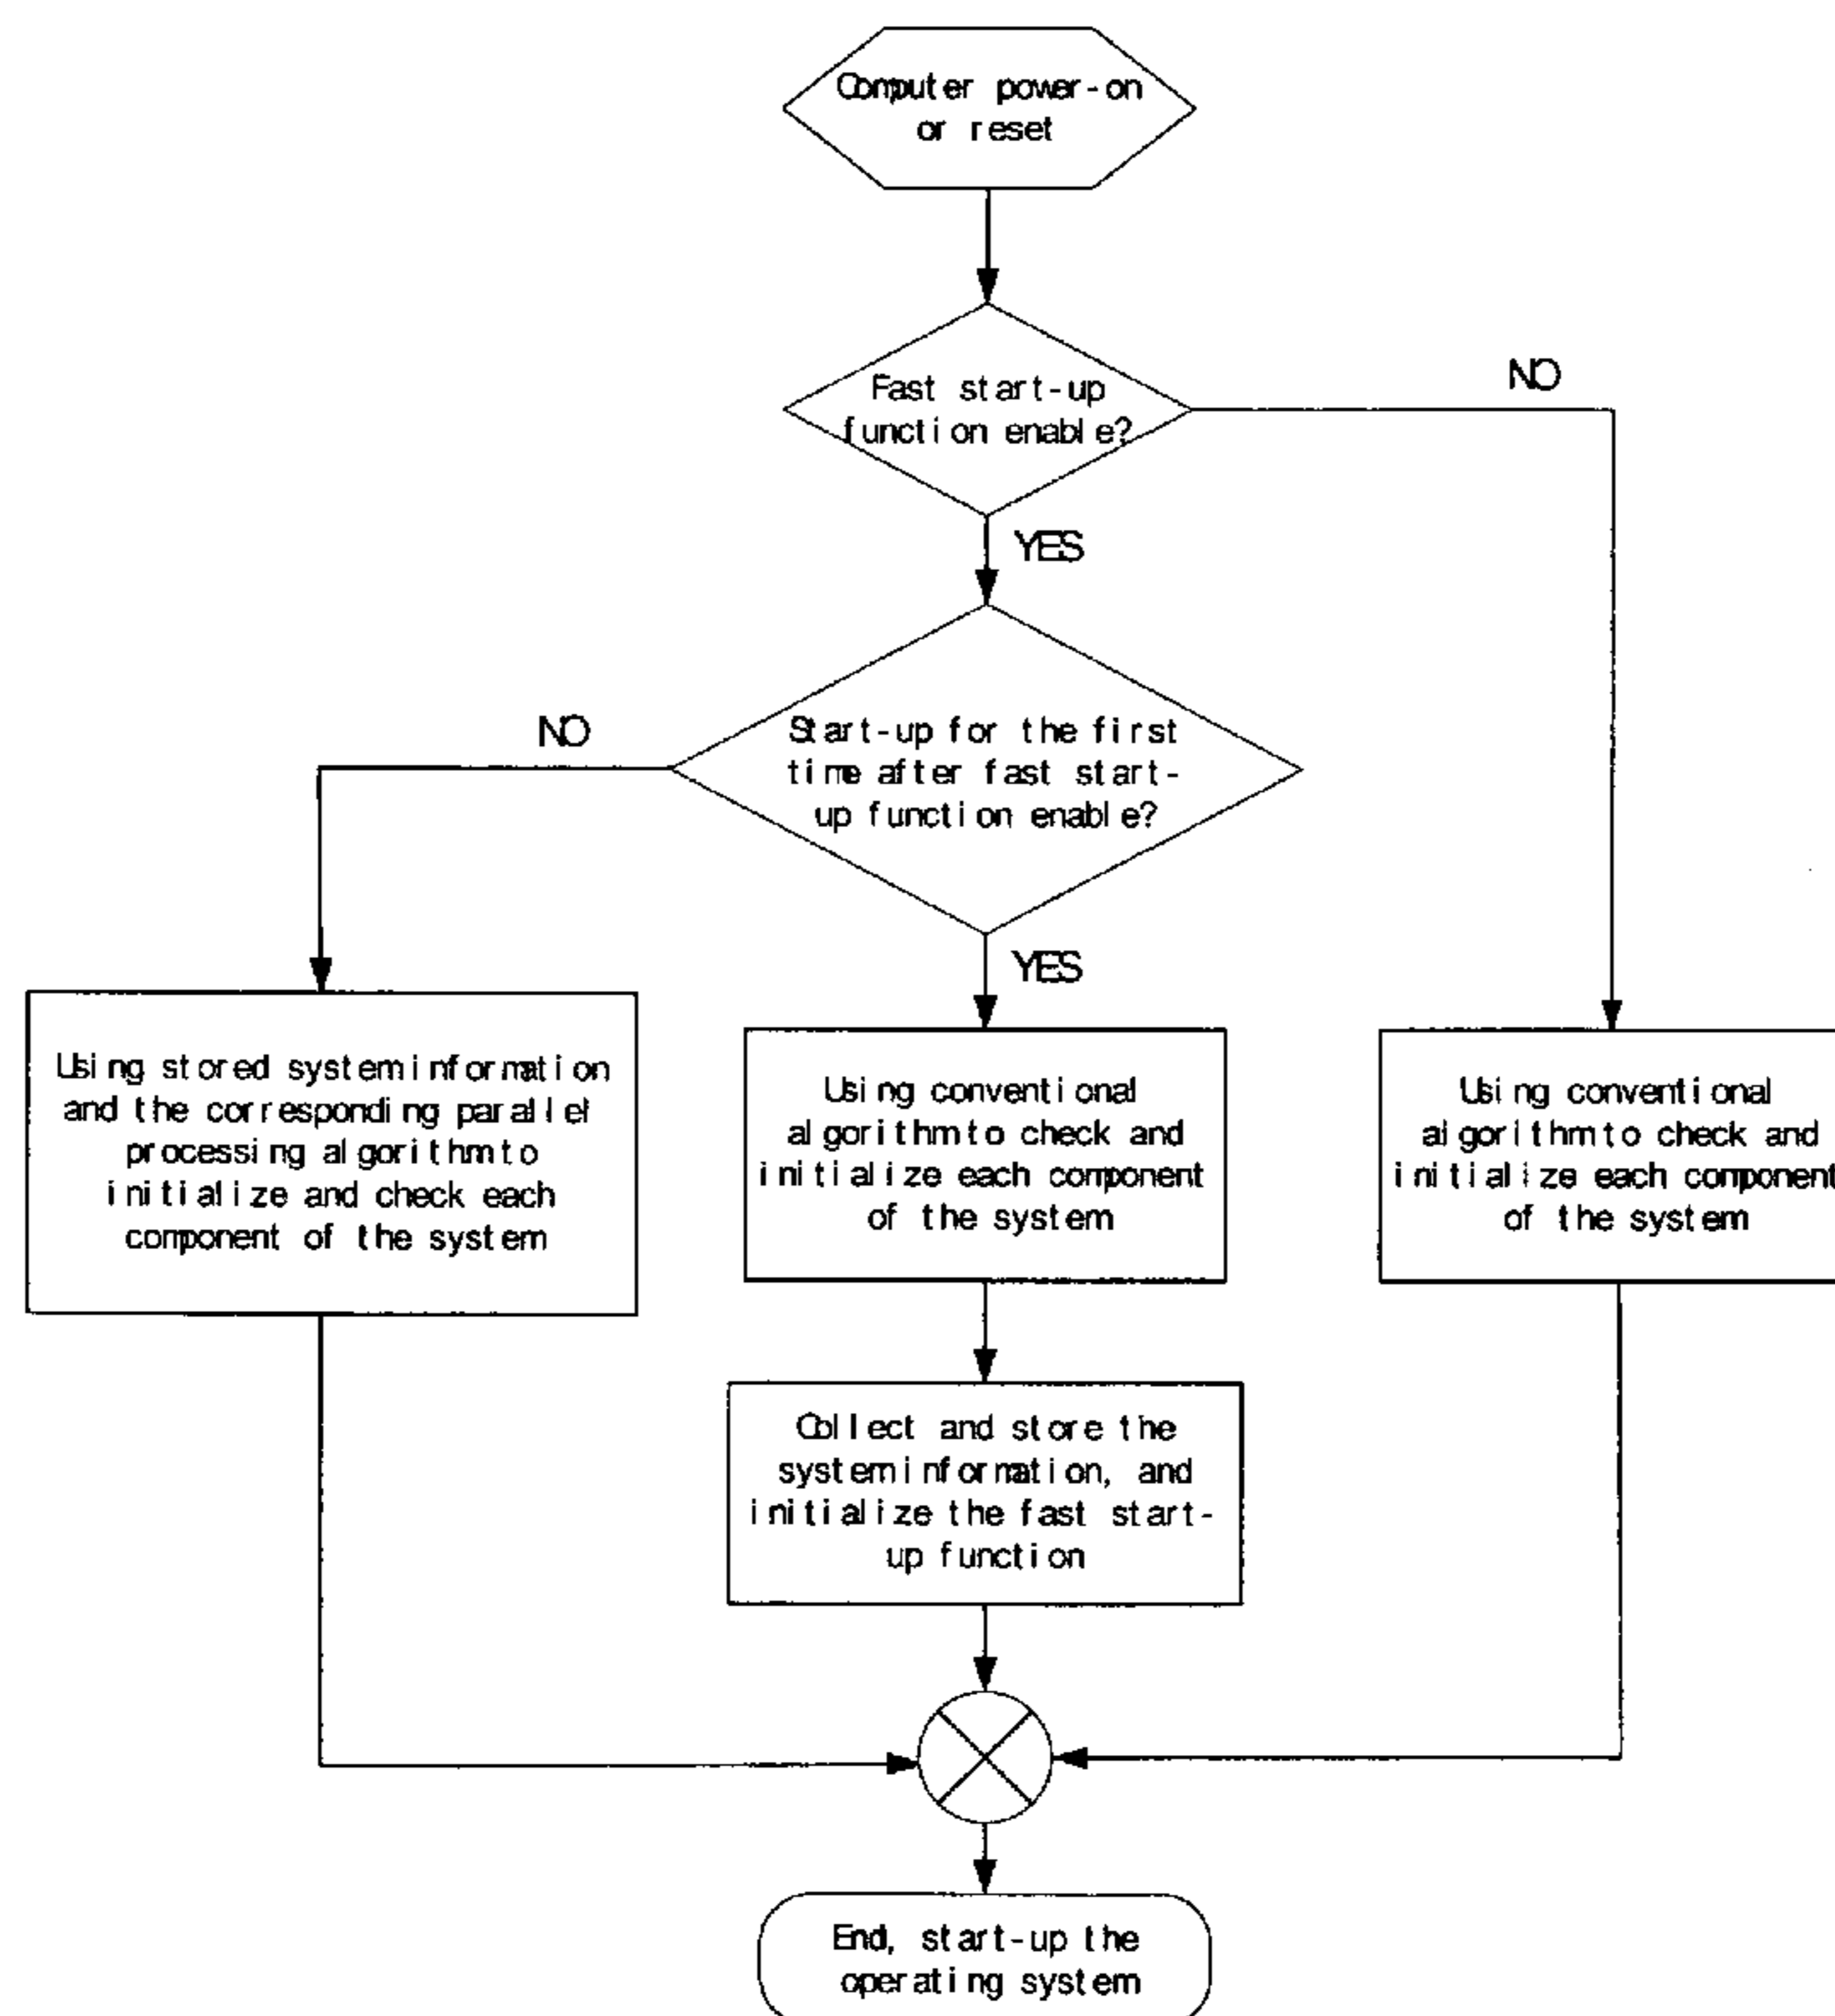 Computer power-on
or reset
Fast start-up
function enable?
NO
YES
Start-up for the first
time after fast start-
up function enable?
NO
YES
Using stored system information
and the corresponding parallel
processing algorithm to
initialize and check each
component of the system
Using conventional
algorithm to check and
initialize each component
of the system
Using conventional
algorithm to check and
initialize each component
of the system
Collect and store the
system information, and
initialize the fast start-
up function
End, start-up the
operating system